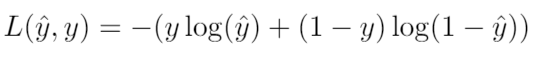 L(ŷ, y) = −(y log(ŷ) + (1 − y) log(1 − ŷ))